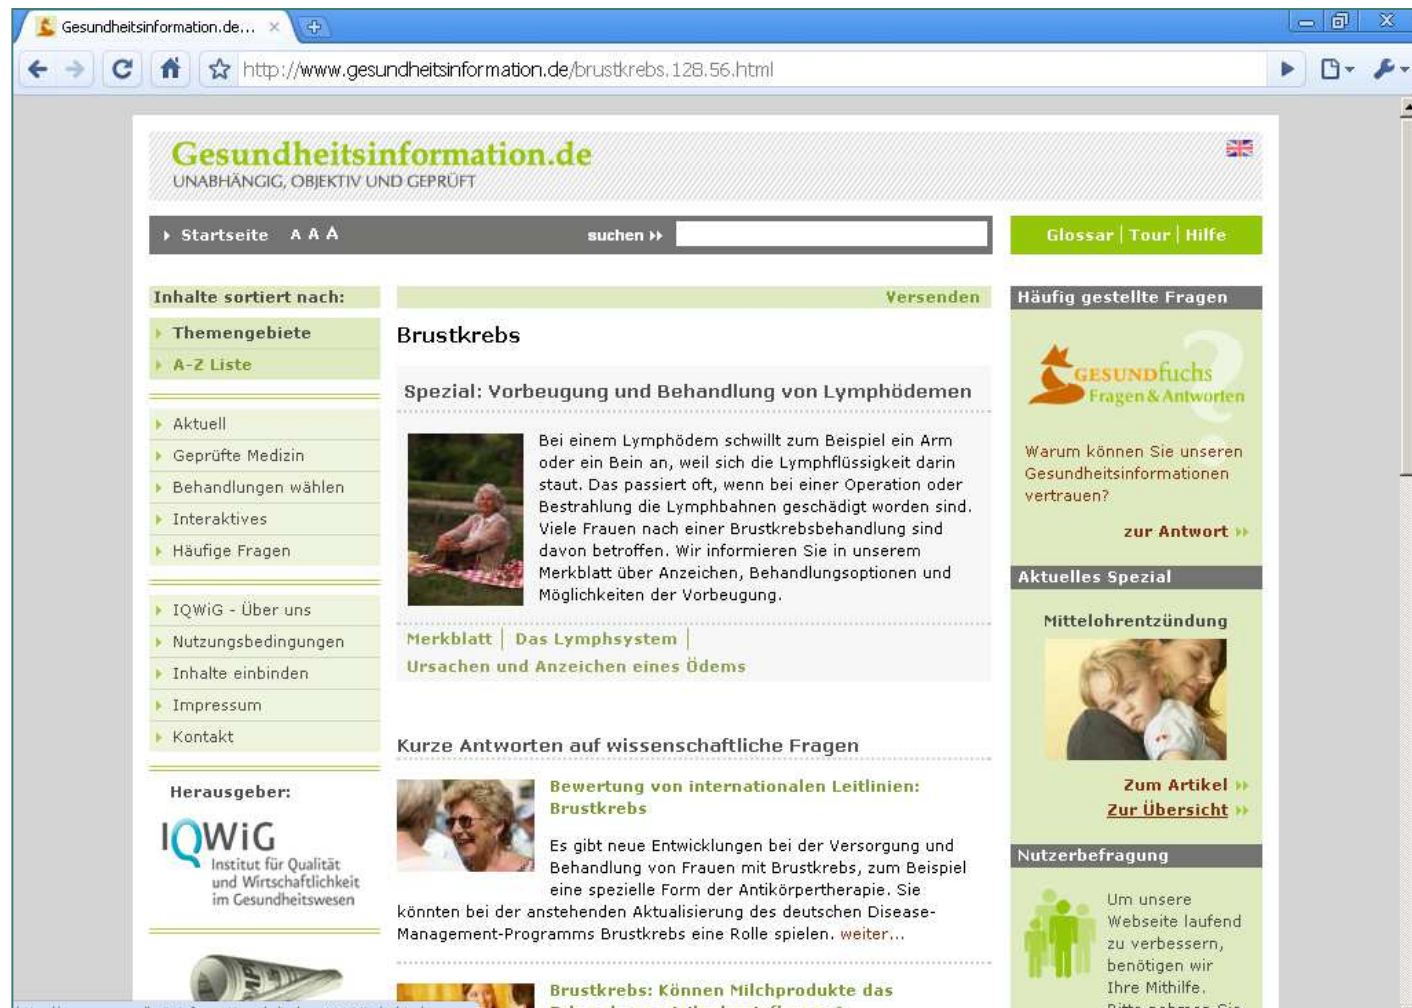 Gesundheitsinformation.de...
http://www.gesundheitsinformation.de/brustkrebs.128.56.html
Gesundheitsinformation.de
UNABHÄNGIG, OBJEKTIV UND GEPRÜFT
Startseite A A A
suchen
Glossar | Tour | Hilfe
Inhalte sortiert nach:
Themengebiete
A-Z Liste
Aktuell
Geprüfte Medizin
Behandlungen wählen
Interaktives
Häufige Fragen
IQWiG - Über uns
Nutzungsbedingungen
Inhalte einbinden
Impressum
Kontakt
Herausgeber:
IQWiG
Institut für Qualität
und Wirtschaftlichkeit
im Gesundheitswesen
Versenden
Brustkrebs
Spezial: Vorbeugung und Behandlung von Lymphödemen
Bei einem Lymphödem schwillt zum Beispiel ein Arm
oder ein Bein an, weil sich die Lymphflüssigkeit darin
staut. Das passiert oft, wenn bei einer Operation oder
Bestrahlung die Lymphbahnen geschädigt worden sind.
Viele Frauen nach einer Brustkrebsbehandlung sind
davon betroffen. Wir informieren Sie in unserem
Merkblatt über Anzeichen, Behandlungsoptionen und
Möglichkeiten der Vorbeugung.
Merkblatt | Das Lymphsystem |
Ursachen und Anzeichen eines Ödems
Kurze Antworten auf wissenschaftliche Fragen
Bewertung von internationalen Leitlinien:
Brustkrebs
Es gibt neue Entwicklungen bei der Versorgung und
Behandlung von Frauen mit Brustkrebs, zum Beispiel
eine spezielle Form der Antikörpertherapie. Sie
könnten bei der anstehenden Aktualisierung des deutschen Disease-
Management-Programms Brustkrebs eine Rolle spielen. weiter...
Brustkrebs: Können Milchprodukte das
Häufig gestellte Fragen
GESUNDfuchs
Fragen & Antworten
Warum können Sie unseren
Gesundheitsinformationen
vertrauen?
zur Antwort
Aktuelles Spezial
Mittelohrentzündung
Zum Artikel
Zur Übersicht
Nutzerbefragung
Um unsere
Webseite laufend
zu verbessern,
benötigen wir
Ihre Mithilfe.
Bitte nehmen Sie